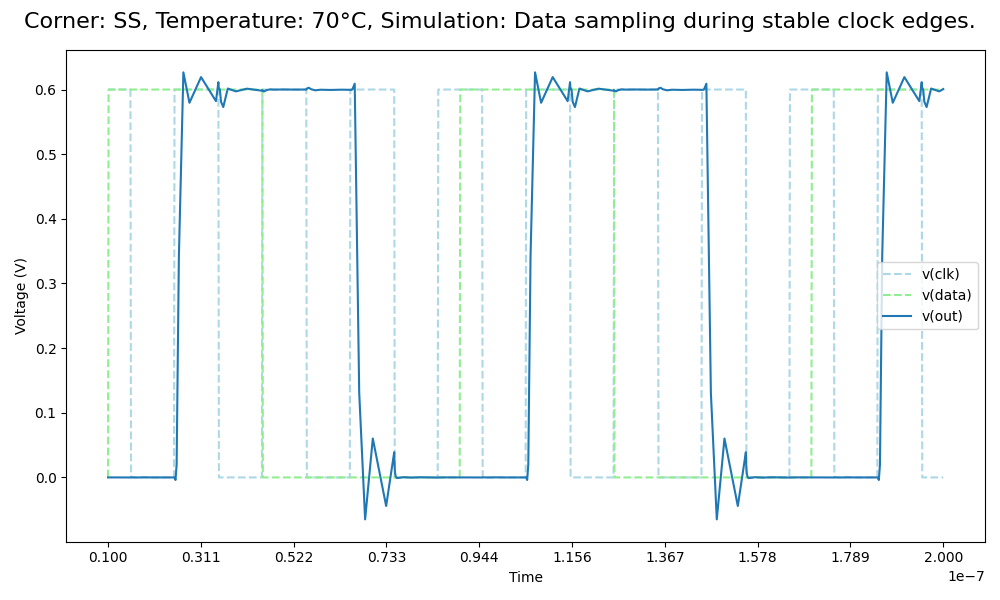 Corner: SS, Temperature: 70°C, Simulation: Data sampling during stable clock edges.
Voltage (V)
0.6
0.5
0.4
0.3
0.2
0.1
0.0
v(clk)
v(data)
v(out)
0.100 0.311 0.522 0.733 0.944 1.156 1.367 1.578 1.789 2.000
Time
1e−7